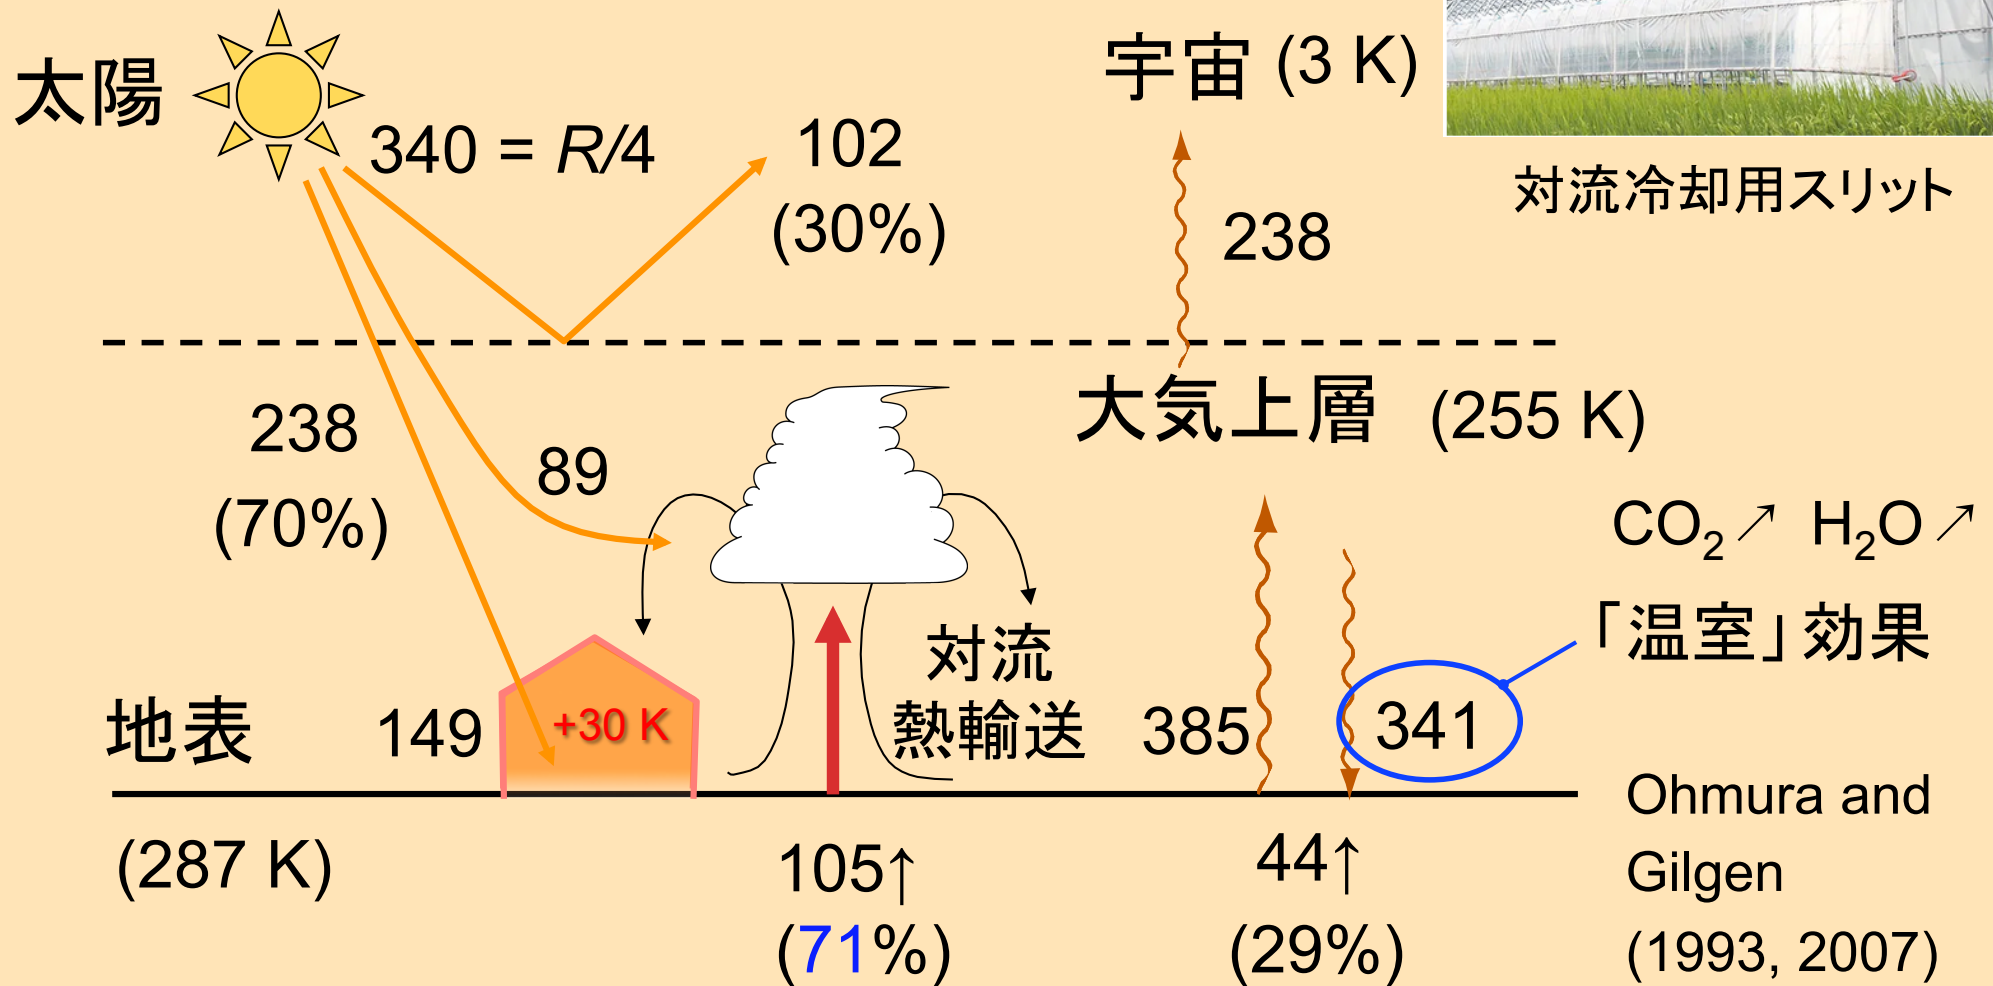 太陽
340 = R/4
102
(30%)
宇宙 (3 K)
238
対流冷却用スリット
238
(70%)
89
大気上層 (255 K)
CO₂↗ H₂O↗
「温室」効果
地表
149
+30 K
対流
熱輸送
385
341
(287 K)
105↑
(71%)
44↑
(29%)
Ohmura and
Gilgen
(1993, 2007)